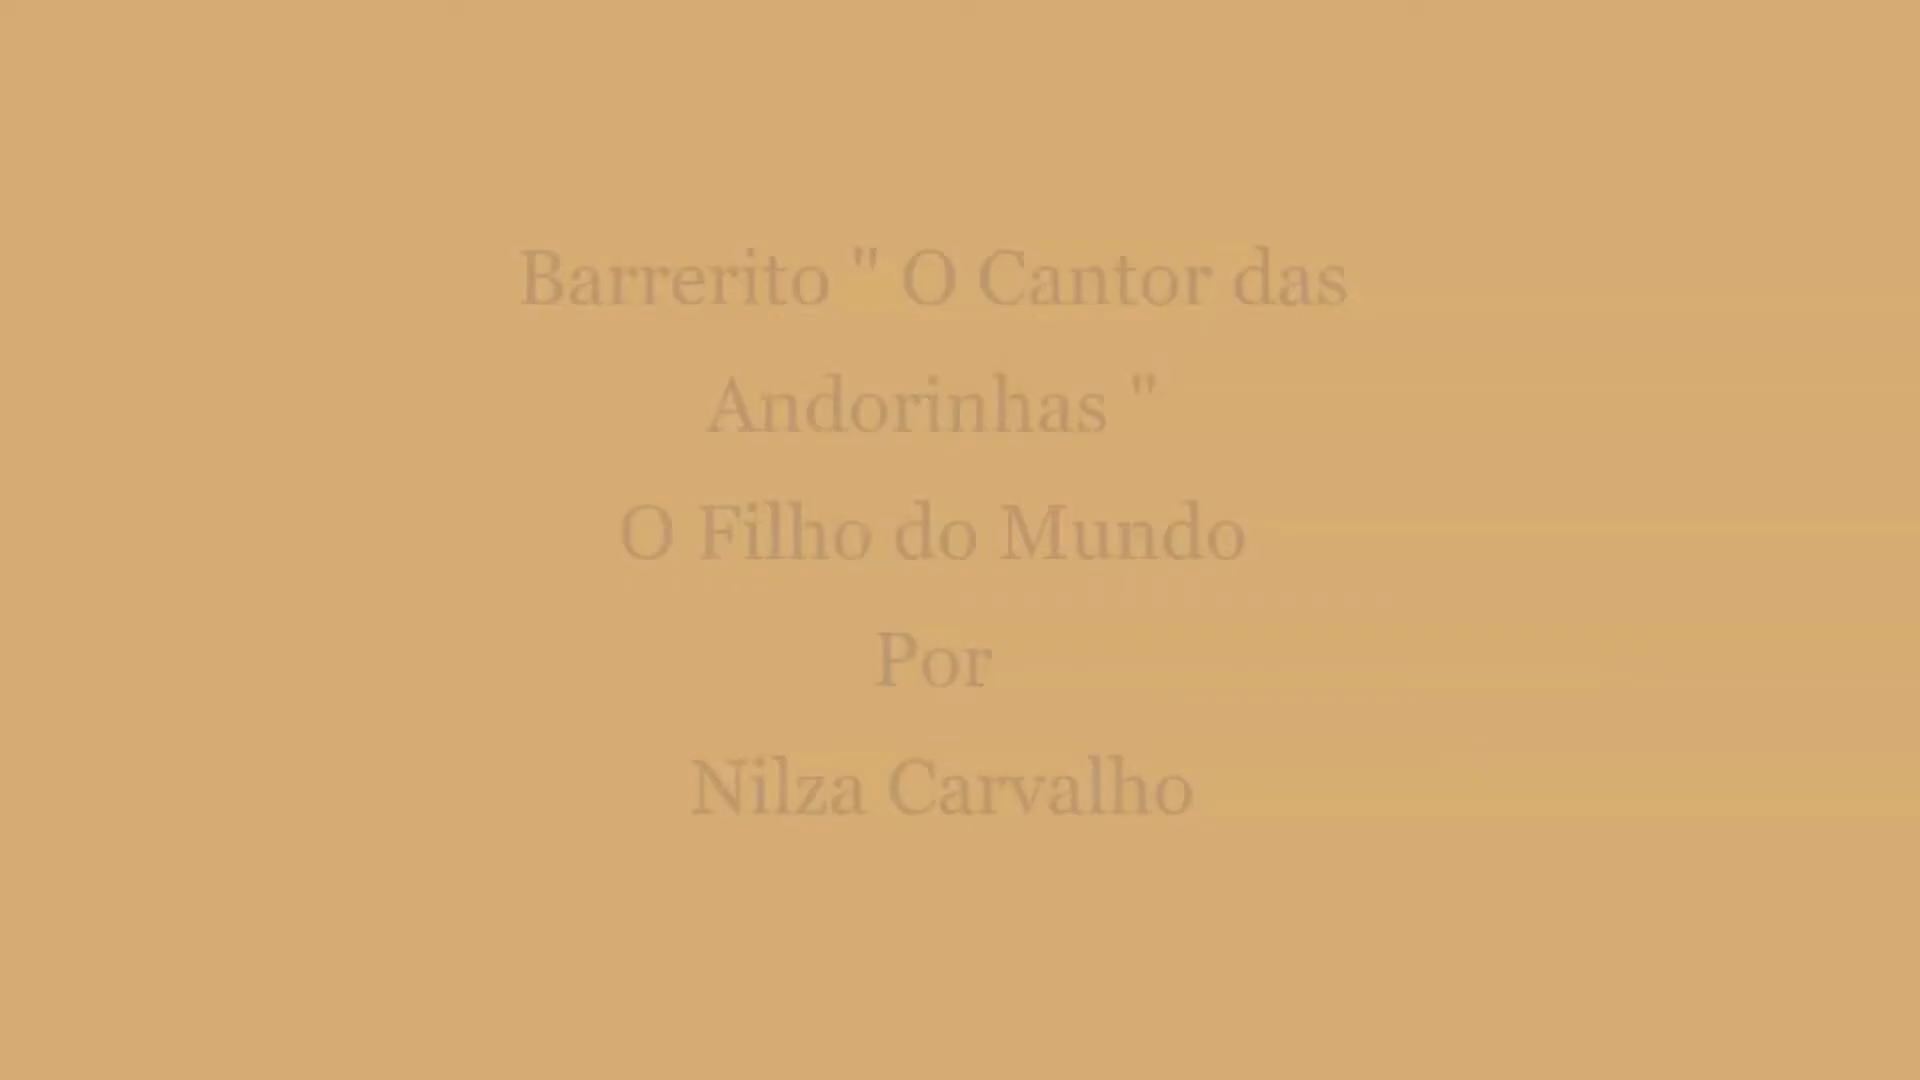 Barrerito " O Cantor das
Andorinhas "
O Filho do Mundo
Por
Nilza Carvalho